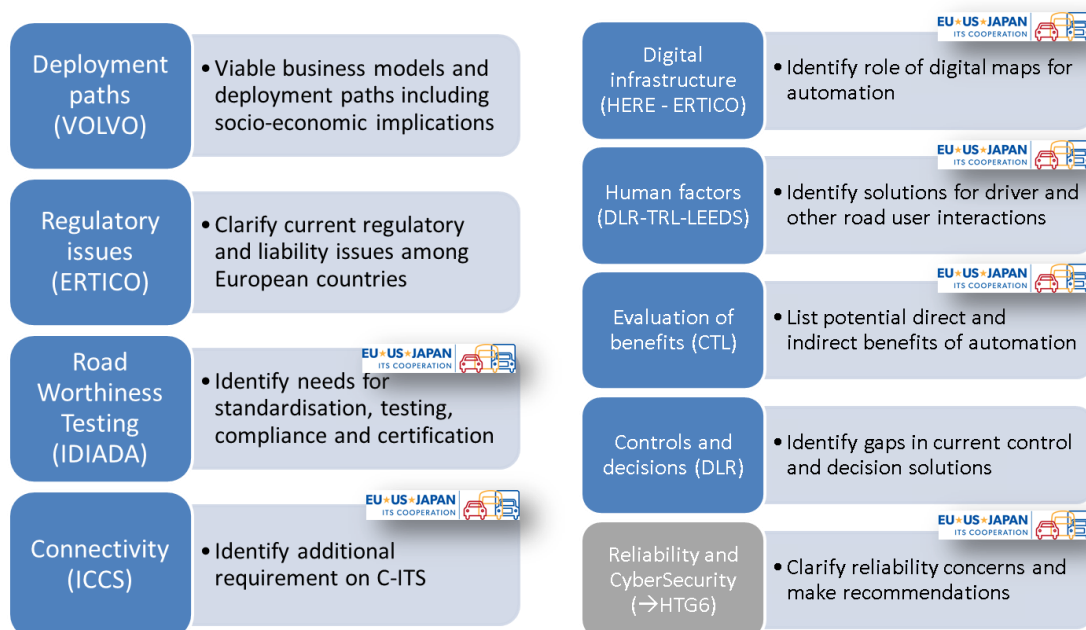 Deployment
paths
(VOLVO)
• Viable business models and
deployment paths including
socio-economic implications
Regulatory
issues
(ERTICO)
• Clarify current regulatory
and liability issues among
European countries
Road
Worthiness
Testing
(IDIADA)
EU★US★JAPAN
ITS COOPERATION
• Identify needs for
standardisation, testing,
compliance and certification
Connectivity
(ICCS)
EU★US★JAPAN
ITS COOPERATION
• Identify additional
requirement on C-ITS
Digital
infrastructure
(HERE - ERTICO)
EU★US★JAPAN
ITS COOPERATION
• Identify role of digital maps for
automation
Human factors
(DLR-TRL-LEEDS)
EU★US★JAPAN
ITS COOPERATION
• Identify solutions for driver and
other road user interactions
Evaluation of
benefits (CTL)
EU★US★JAPAN
ITS COOPERATION
• List potential direct and
indirect benefits of automation
Controls and
decisions (DLR)
• Identify gaps in current control
and decision solutions
Reliability and
CyberSecurity
(→HTG6)
EU★US★JAPAN
ITS COOPERATION
• Clarify reliability concerns and
make recommendations